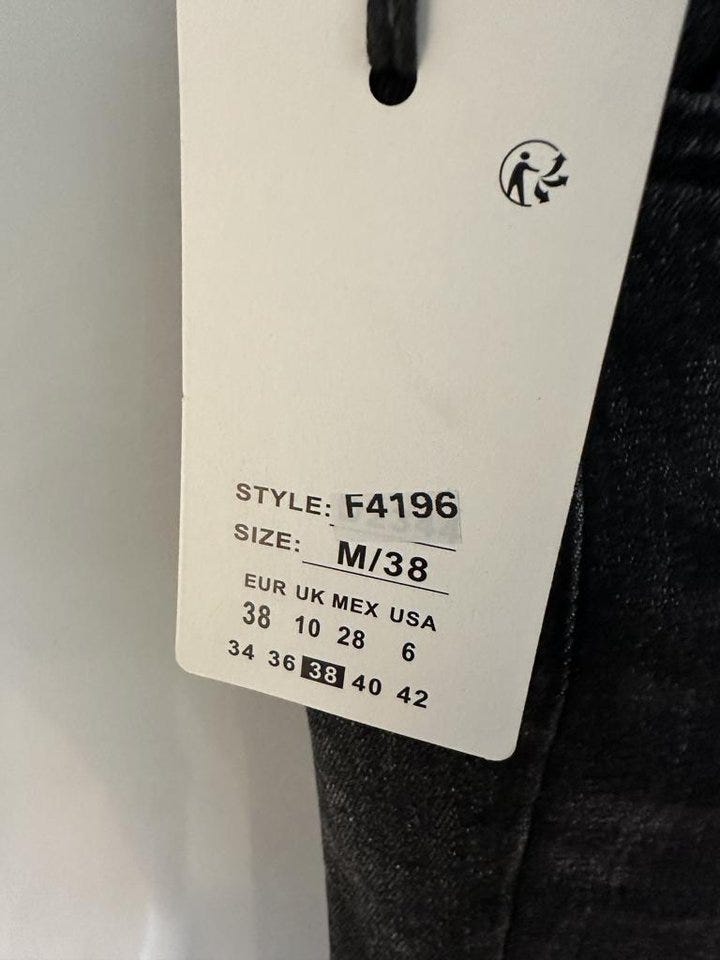 STYLE: F4196
SIZE: M/38
EUR UK MEX USA
38 10 28 6
34 36 38 40 42